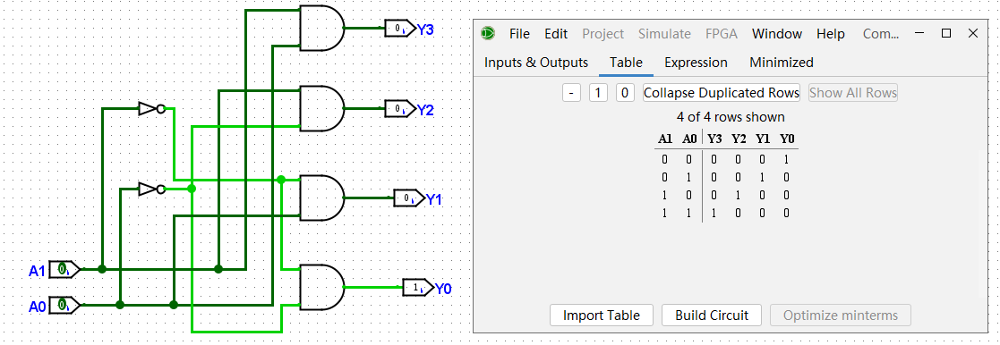 0 Y3
0 Y2
0 Y1
1 Y0
A1 0
A0 0
File Edit Project Simulate FPGA Window Help Com...
Inputs & Outputs Table Expression Minimized
- 1 0 Collapse Duplicated Rows Show All Rows
4 of 4 rows shown
A1 A0 Y3 Y2 Y1 Y0
0 0 0 0 0 1
0 1 0 0 1 0
1 0 0 1 0 0
1 1 1 0 0 0
Import Table Build Circuit Optimize minterms